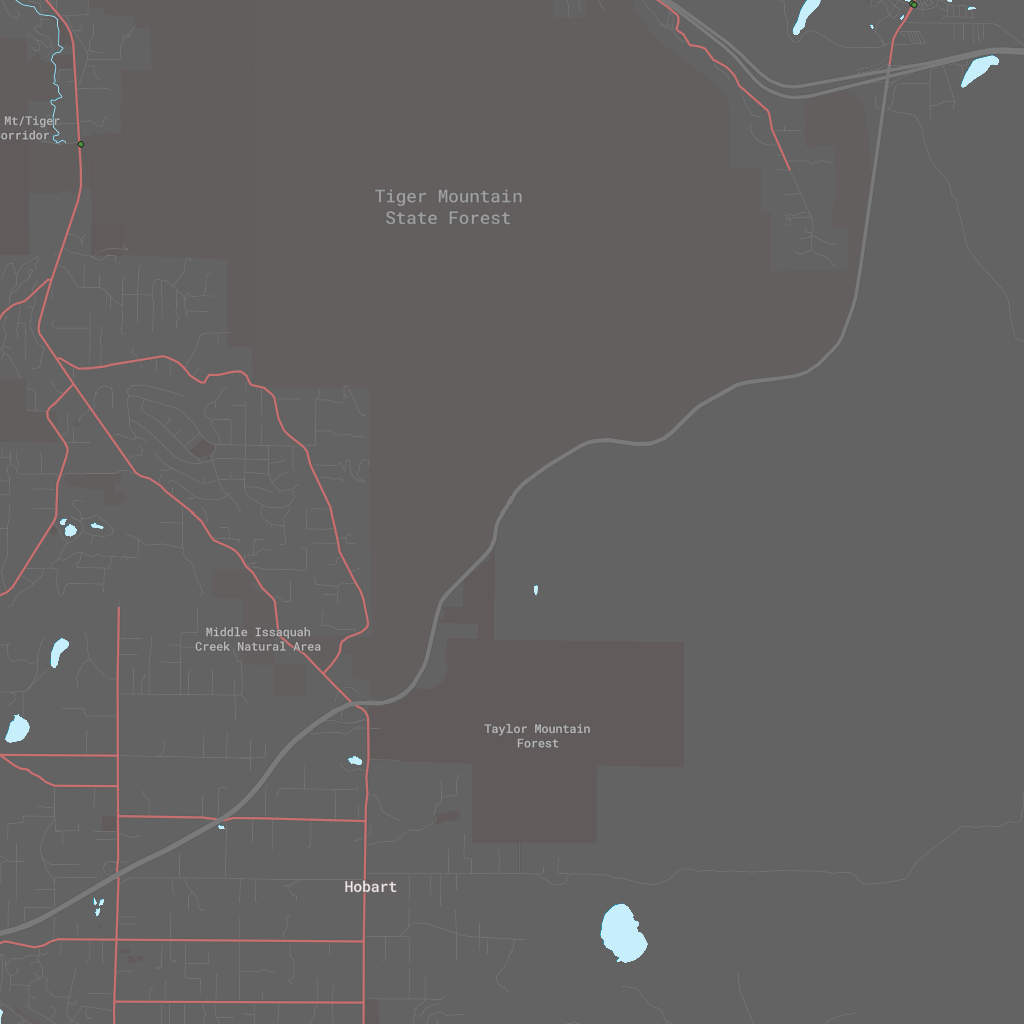 Mt/Tiger
orridor
Tiger Mountain
State Forest
Middle Issaquah
Creek Natural Area
Taylor Mountain
Forest
Hobart